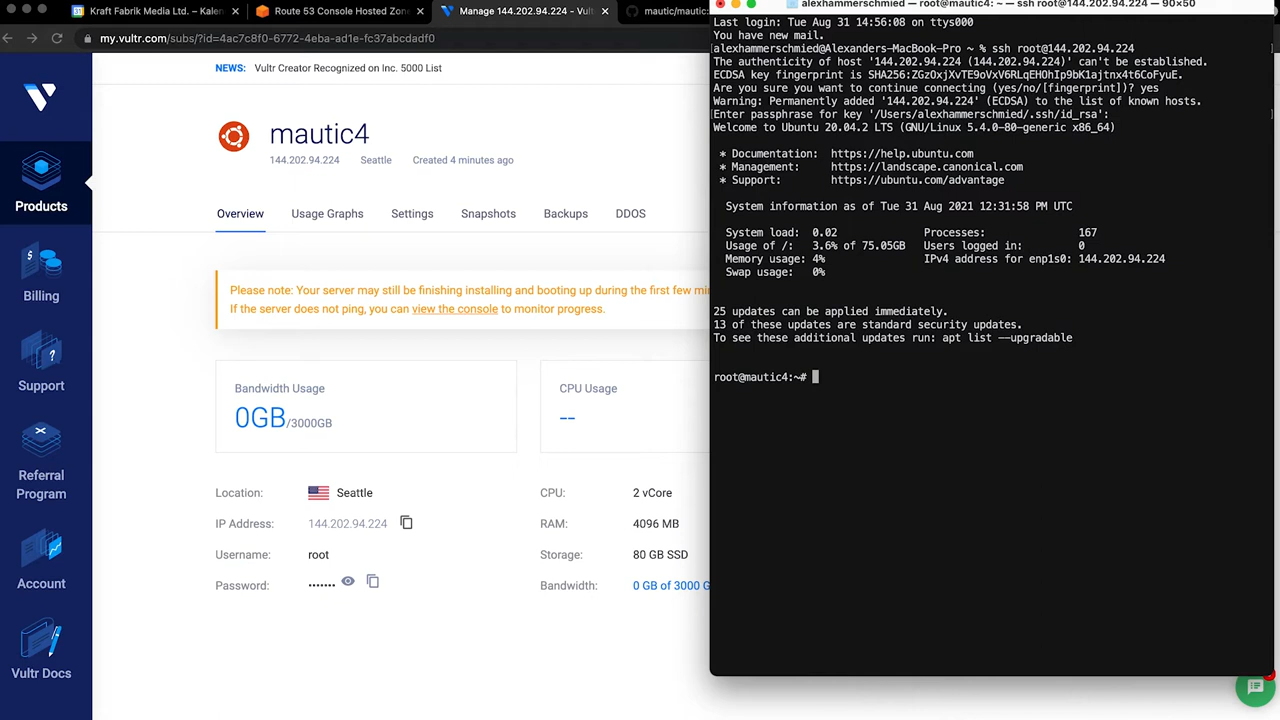 Kraft Fabrik Media Ltd. – Kalen
Route 53 Console Hosted Zone
Manage 144.202.94.224 - Vult
mautic/mautic
my.vultr.com/subs/?id=4ac7c8f0-6772-4eba-ad1e-fc37abcdadf0
Products
Billing
Support
Referral
Program
Account
Vultr Docs
NEWS: Vultr Creator Recognized on Inc. 5000 List
mautic4
144.202.94.224 Seattle Created 4 minutes ago
Overview Usage Graphs Settings Snapshots Backups DDOS
Please note: Your server may still be finishing installing and booting up during the first few min
If the server does not ping, you can view the console to monitor progress.
Bandwidth Usage
0GB/3000GB
CPU Usage
--
Location: Seattle
IP Address: 144.202.94.224
Username: root
Password: •••••••
CPU: 2 vCore
RAM: 4096 MB
Storage: 80 GB SSD
Bandwidth: 0 GB of 3000 G
alexhammerschmied — root@mautic4: ~ — ssh root@144.202.94.224 — 90×50
Last login: Tue Aug 31 14:56:08 on ttys000
You have new mail.
[alexhammerschmied@Alexanders-MacBook-Pro ~ % ssh root@144.202.94.224
The authenticity of host '144.202.94.224 (144.202.94.224)' can't be established.
ECDSA key fingerprint is SHA256:ZGzOxjXvTE9oVxV6RLqEHOhIp9bK1ajtnx4t6CoFyuE.
Are you sure you want to continue connecting (yes/no/[fingerprint])? yes
Warning: Permanently added '144.202.94.224' (ECDSA) to the list of known hosts.
[Enter passphrase for key '/Users/alexhammerschmied/.ssh/id_rsa': ]
Welcome to Ubuntu 20.04.2 LTS (GNU/Linux 5.4.0-80-generic x86_64)
* Documentation: https://help.ubuntu.com
* Management: https://landscape.canonical.com
* Support: https://ubuntu.com/advantage
System information as of Tue 31 Aug 2021 12:31:58 PM UTC
System load: 0.02 Processes: 167
Usage of /: 3.6% of 75.05GB Users logged in: 0
Memory usage: 4% IPv4 address for enp1s0: 144.202.94.224
Swap usage: 0%
25 updates can be applied immediately.
13 of these updates are standard security updates.
To see these additional updates run: apt list --upgradable
root@mautic4:~#